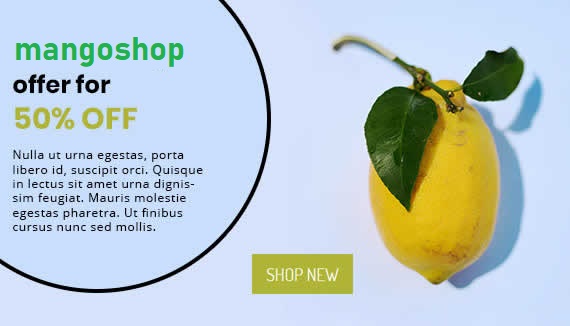 mangoshop
offer for
50% OFF
Nulla ut urna egestas, porta
libero id, suscipit orci. Quisque
in lectus sit amet urna dignis-
sim feugiat. Mauris molestie
egestas pharetra. Ut finibus
cursus nunc sed mollis.
SHOP NEW